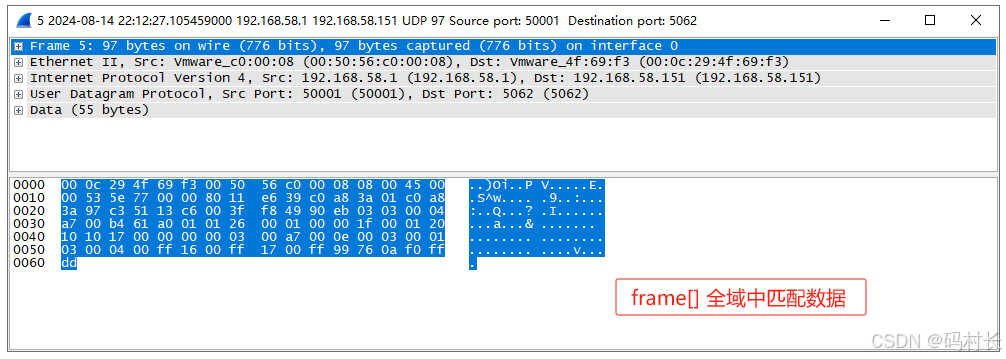 5 2024-08-14 22:12:27.105459000 192.168.58.1 192.168.58.151 UDP 97 Source port: 50001  Destination port: 5062
Frame 5: 97 bytes on wire (776 bits), 97 bytes captured (776 bits) on interface 0
Ethernet II, Src: Vmware_c0:00:08 (00:50:56:c0:00:08), Dst: Vmware_4f:69:f3 (00:0c:29:4f:69:f3)
Internet Protocol Version 4, Src: 192.168.58.1 (192.168.58.1), Dst: 192.168.58.151 (192.168.58.151)
User Datagram Protocol, Src Port: 50001 (50001), Dst Port: 5062 (5062)
Data (55 bytes)
0000  00 0c 29 4f 69 f3 00 50  56 c0 00 08 08 00 45 00  ..)Oi..P V.....E.
0010  00 53 5e 77 00 00 80 11  e6 39 c0 a8 3a 01 c0 a8  .S^w.... .9..:...
0020  3a 97 c3 51 13 c6 00 3f  f8 49 90 eb 03 03 00 04  :..Q...? .I......
0030  a7 00 b4 61 a0 01 01 26  00 01 00 00 1f 00 01 20  ...a...& .......
0040  10 10 17 00 00 00 00 03  00 a7 00 0e 00 03 00 01  ........ ........
0050  03 00 04 00 ff 16 00 ff  17 00 ff 99 76 0a f0 ff  ........ ....v...
0060  dd  .
frame[] 全域中匹配数据
CSDN @码村长